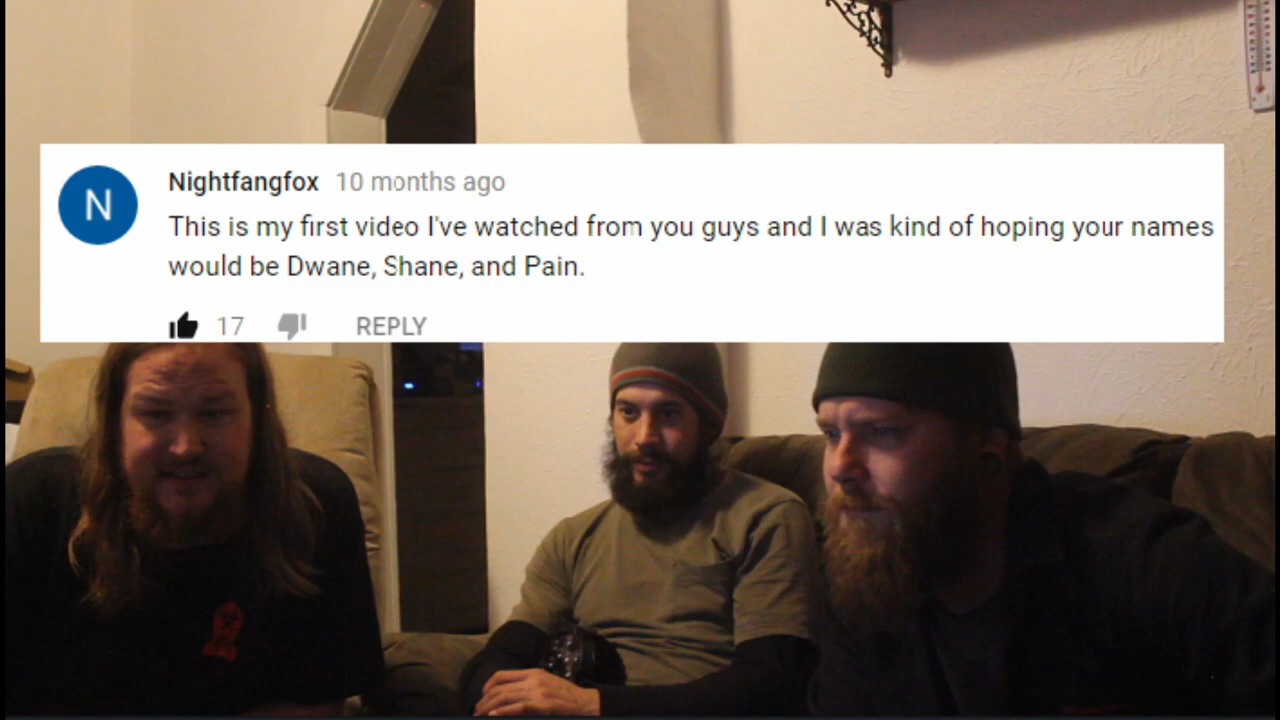 N
Nightfangfox 10 months ago
This is my first video I've watched from you guys and I was kind of hoping your names
would be Dwane, Shane, and Pain.
17 REPLY